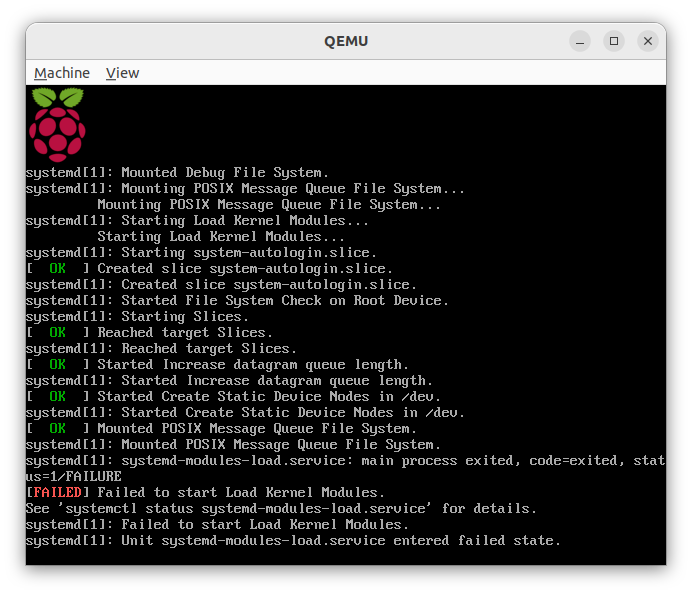 QEMU
Machine View
systemd[1]: Mounted Debug File System.
systemd[1]: Mounting POSIX Message Queue File System...
         Mounting POSIX Message Queue File System...
systemd[1]: Starting Load Kernel Modules...
         Starting Load Kernel Modules...
systemd[1]: Starting system-autologin.slice.
[  OK  ] Created slice system-autologin.slice.
systemd[1]: Created slice system-autologin.slice.
systemd[1]: Started File System Check on Root Device.
systemd[1]: Starting Slices.
[  OK  ] Reached target Slices.
systemd[1]: Reached target Slices.
[  OK  ] Started Increase datagram queue length.
systemd[1]: Started Increase datagram queue length.
[  OK  ] Started Create Static Device Nodes in /dev.
systemd[1]: Started Create Static Device Nodes in /dev.
[  OK  ] Mounted POSIX Message Queue File System.
systemd[1]: Mounted POSIX Message Queue File System.
systemd[1]: systemd-modules-load.service: main process exited, code=exited, stat
us=1/FAILURE
[FAILED] Failed to start Load Kernel Modules.
See 'systemctl status systemd-modules-load.service' for details.
systemd[1]: Failed to start Load Kernel Modules.
systemd[1]: Unit systemd-modules-load.service entered failed state.